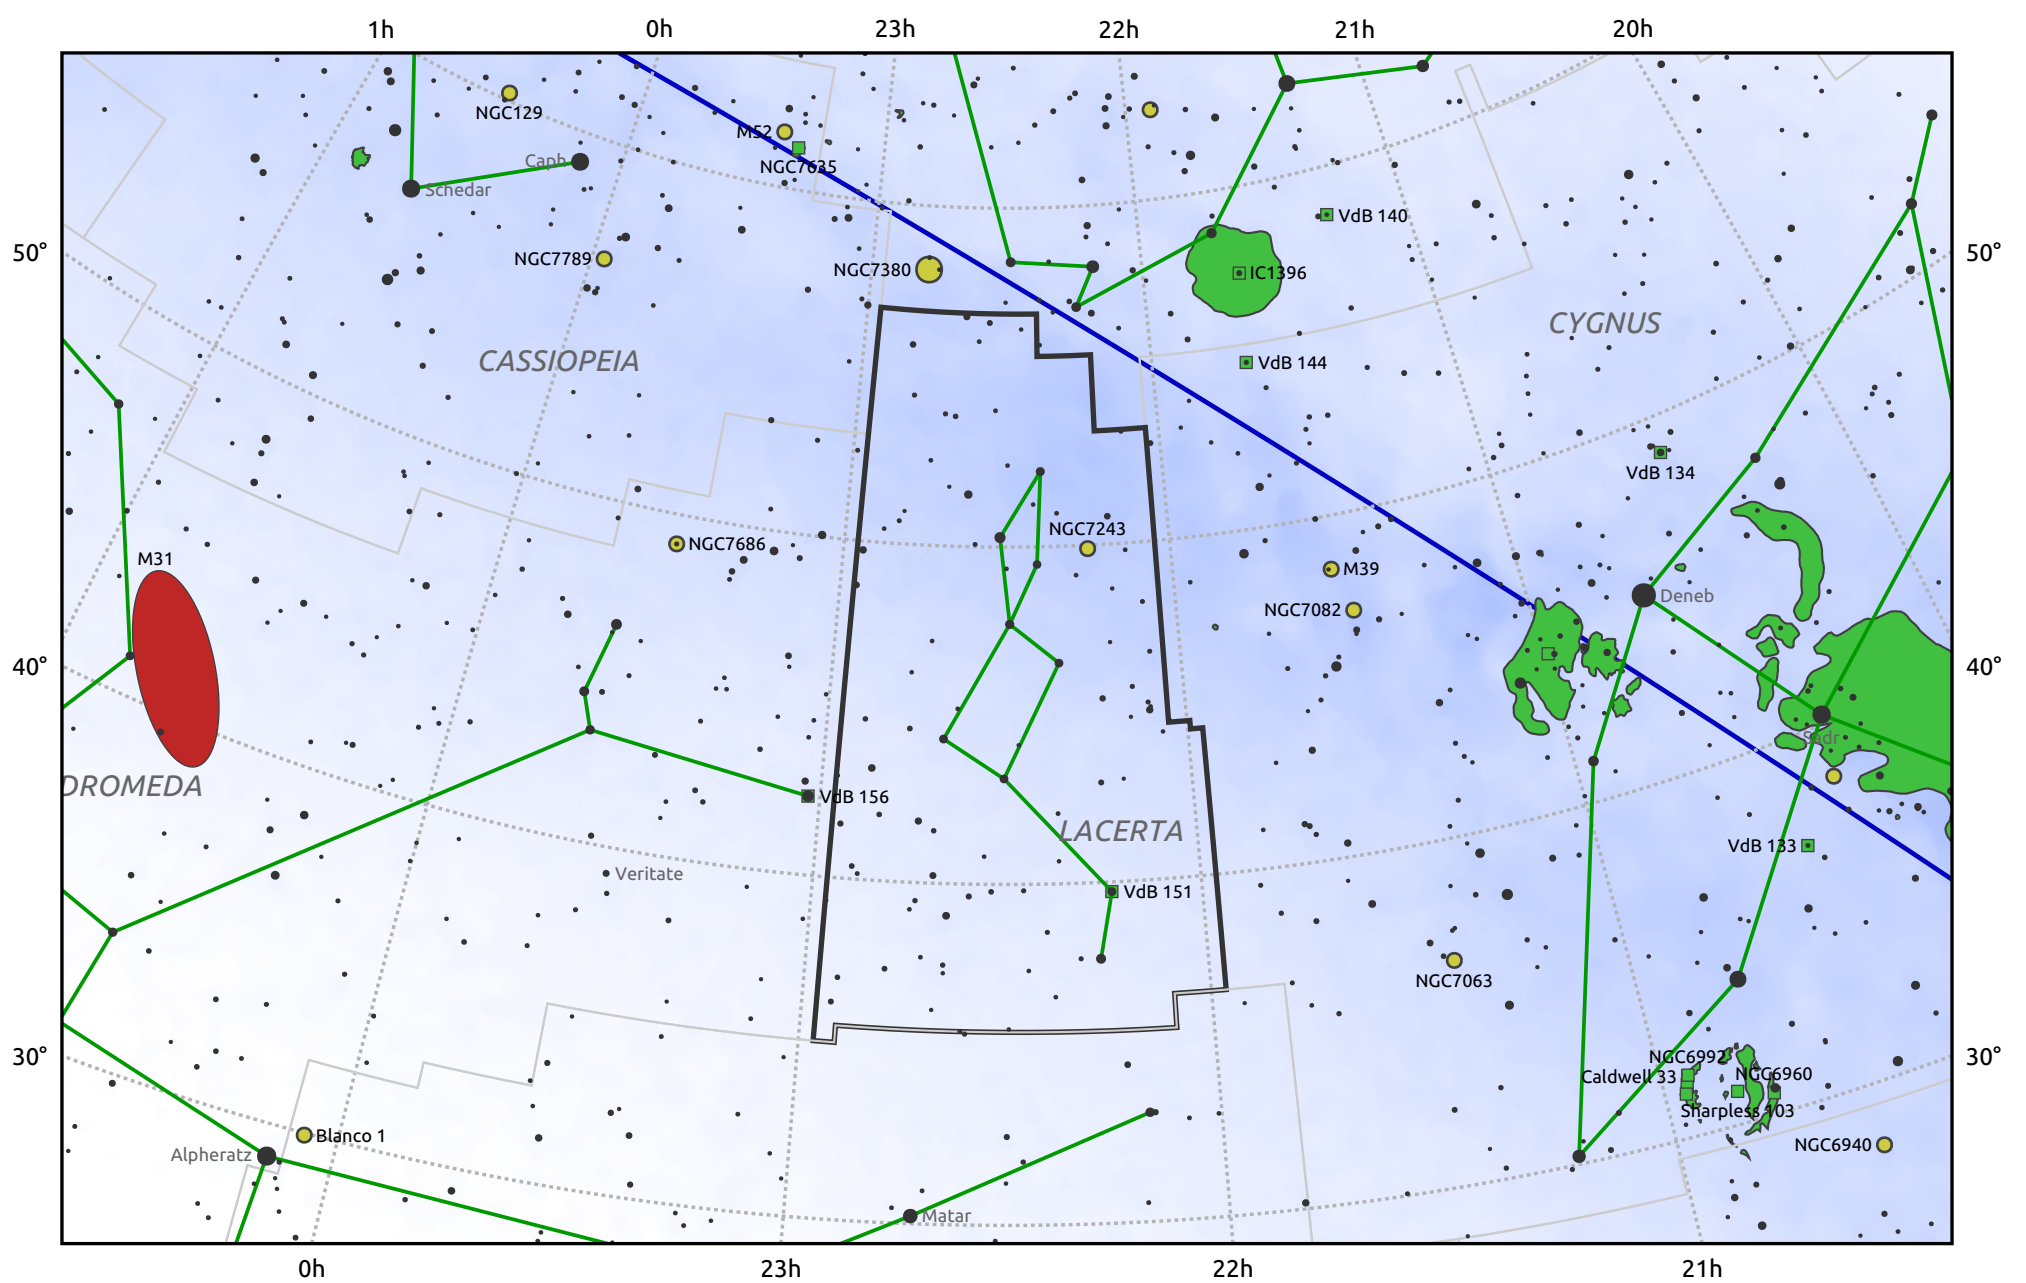 1h 0h 23h 22h 21h 20h
NGC129
M52
NGC7635
Caph
Schedar
VdB 140
50° 50°
NGC7789
NGC7380
IC1396
CYGNUS
CASSIOPEIA
VdB 144
VdB 134
NGC7243
NGC7686
M31
M39
NGC7082
Deneb
40° 40°
Sadr
DROMEDA
VdB 156
LACERTA
VdB 133
Veritate
VdB 151
NGC7063
30° 30°
NGC6992
Caldwell 33
NGC6960
Sharpless 103
Blanco 1
NGC6940
Alpheratz
Matar
0h 23h 22h 21h